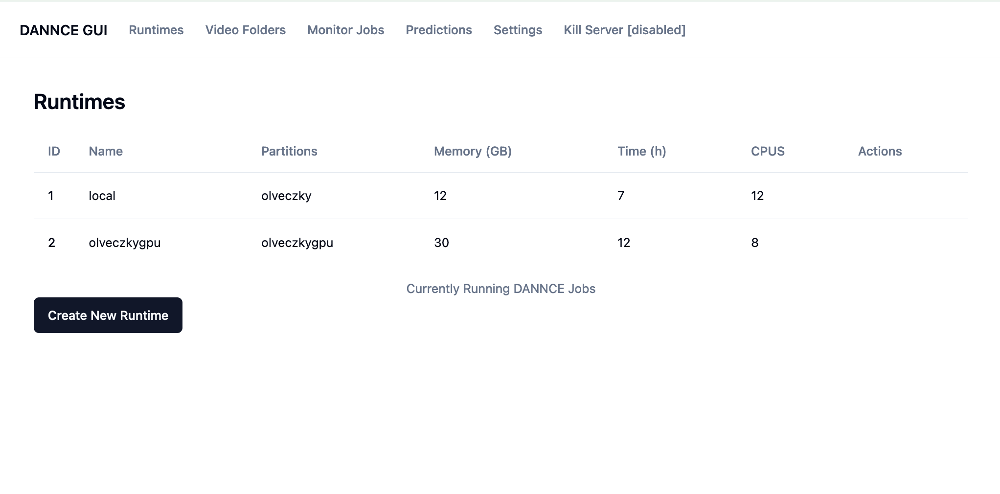 DANNCE GUI Runtimes Video Folders Monitor Jobs Predictions Settings Kill Server [disabled]
Runtimes
ID Name Partitions Memory (GB) Time (h) CPUS Actions
1 local olveczky 12 7 12
2 olveczkygpu olveczkygpu 30 12 8
Currently Running DANNCE Jobs
Create New Runtime